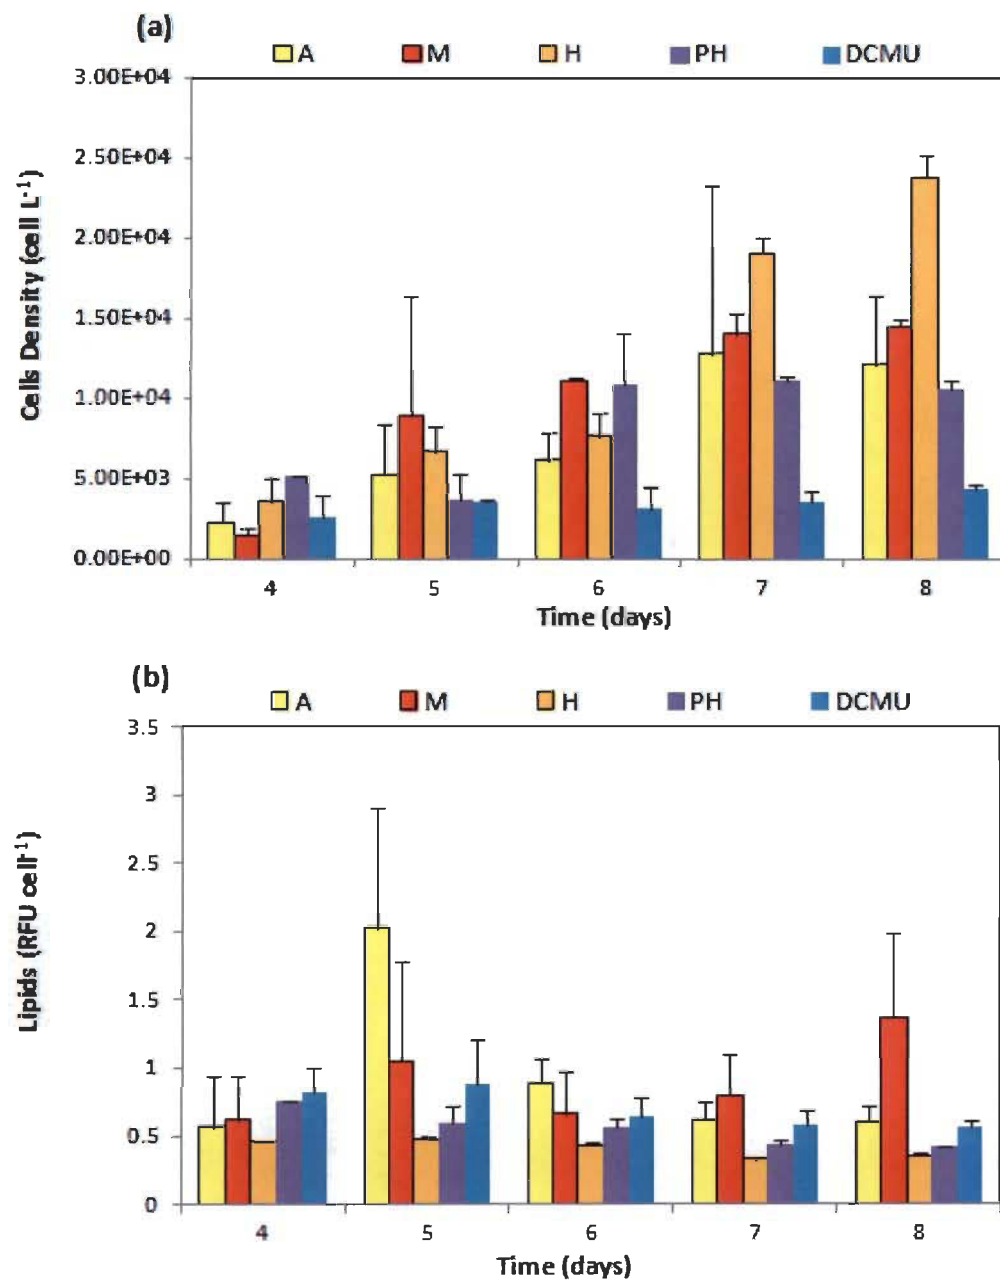 (a)
A M H PH DCMU
3.00E+04
2.50E+04
2.00E+04
1.50E+04
1.00E+04
5.00E+03
0.00E+00
Cells Density (cell L-1)
4 5 6 7 8
Time (days)
(b)
A M H PH DCMU
3.5
3
2.5
2
1.5
1
0.5
0
Lipids (RFU cell-1)
4 5 6 7 8
Time (days)